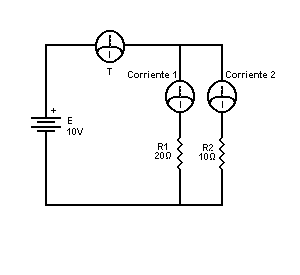 T
Corriente 1
Corriente 2
+
E
10V
R1
20Ω
R2
10Ω